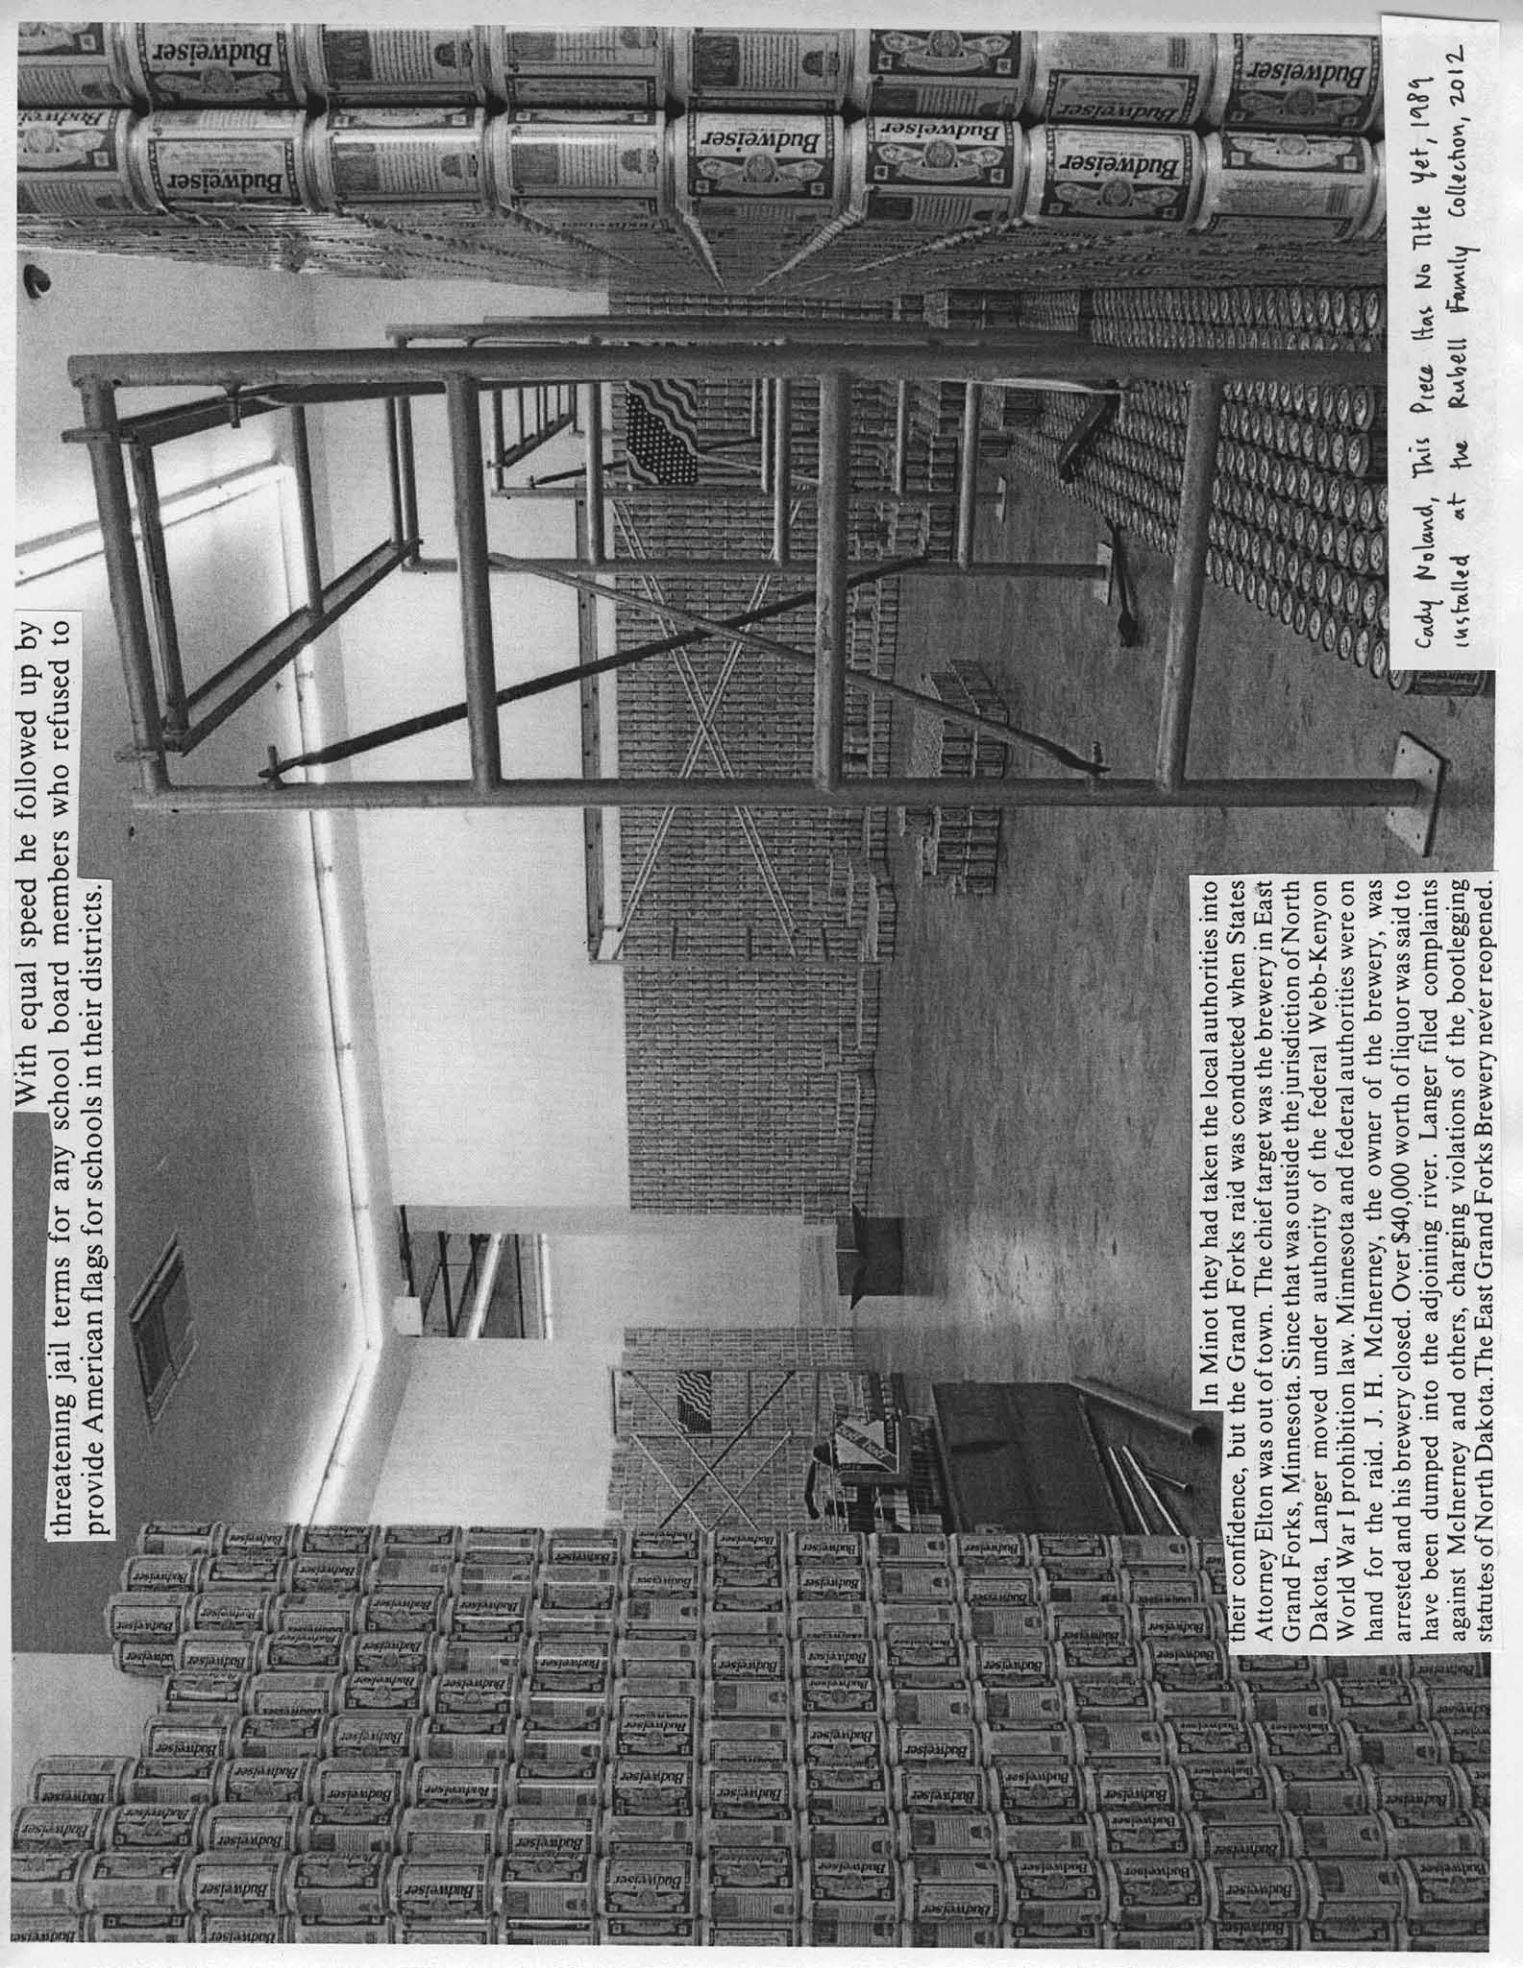 With equal speed he followed up by
threatening jail terms for any school board members who refused to
provide American flags for schools in their districts.
In Minot they had taken the local authorities into
their confidence, but the Grand Forks raid was conducted when States
Attorney Elton was out of town. The chief target was the brewery in East
Grand Forks, Minnesota. Since that was outside the jurisdiction of North
Dakota, Langer moved under authority of the federal Webb-Kenyon
World War I prohibition law. Minnesota and federal authorities were on
hand for the raid. J. H. McInerney, the owner of the brewery, was
arrested and his brewery closed. Over $40,000 worth of liquor was said to
have been dumped into the adjoining river. Langer filed complaints
against McInerney and others, charging violations of the bootlegging
statutes of North Dakota. The East Grand Forks Brewery never reopened.
Cady Noland, This Piece Has No Title Yet, 1989
installed at the Rubell Family Collection, 2012
Budweiser
Budweiser
Budweiser
Budweiser
Budweiser
Budweiser
Budweiser